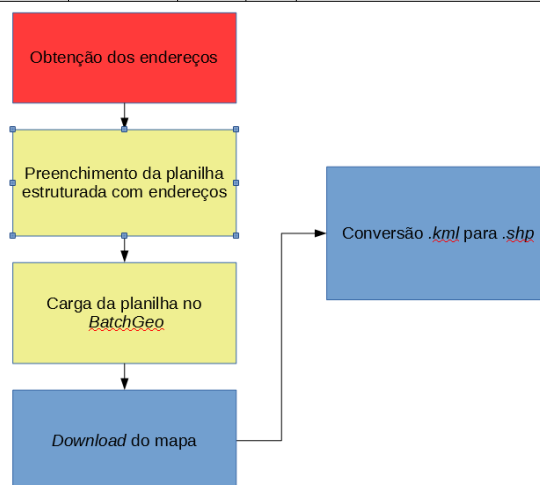 Obtenção dos endereços
Preenchimento da planilha
estruturada com endereços
Carga da planilha no
BatchGeo
Download do mapa
Conversão .kml para .shp